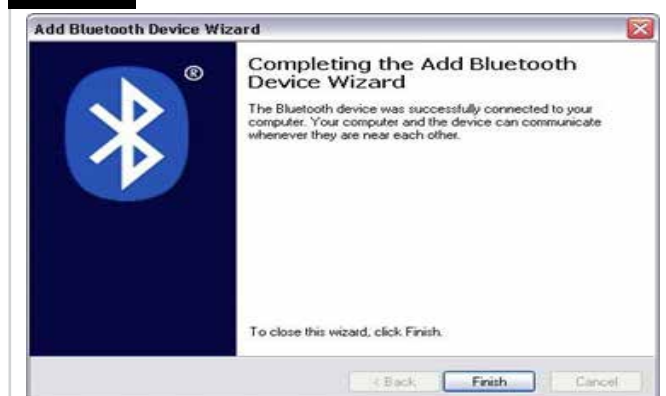 Add Bluetooth Device Wizard
®
Completing the Add Bluetooth
Device Wizard
The Bluetooth device was successfully connected to your
computer. Your computer and the device can communicate
whenever they are near each other.
To close this wizard, click Finish.
< Back Finish Cancel